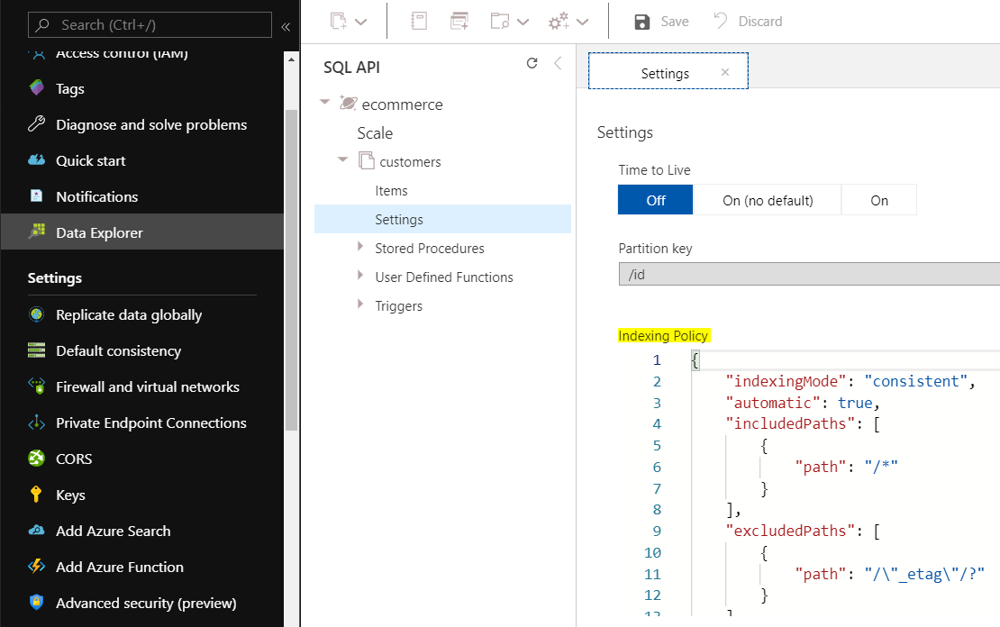 Search (Ctrl+/)
«
Access control (IAM)
Tags
Diagnose and solve problems
Quick start
Notifications
Data Explorer
Settings
Replicate data globally
Default consistency
Firewall and virtual networks
Private Endpoint Connections
CORS
Keys
Add Azure Search
Add Azure Function
Advanced security (preview)
Save
Discard
SQL API
ecommerce
Scale
customers
Items
Settings
Stored Procedures
User Defined Functions
Triggers
Settings ×
Settings
Time to Live
Off On (no default) On
Partition key
/id
Indexing Policy
1 {
2 "indexingMode": "consistent",
3 "automatic": true,
4 "includedPaths": [
5 {
6 "path": "/*"
7 }
8 ],
9 "excludedPaths": [
10 {
11 "path": "/\"_etag\"/?"
12 }
13 ]